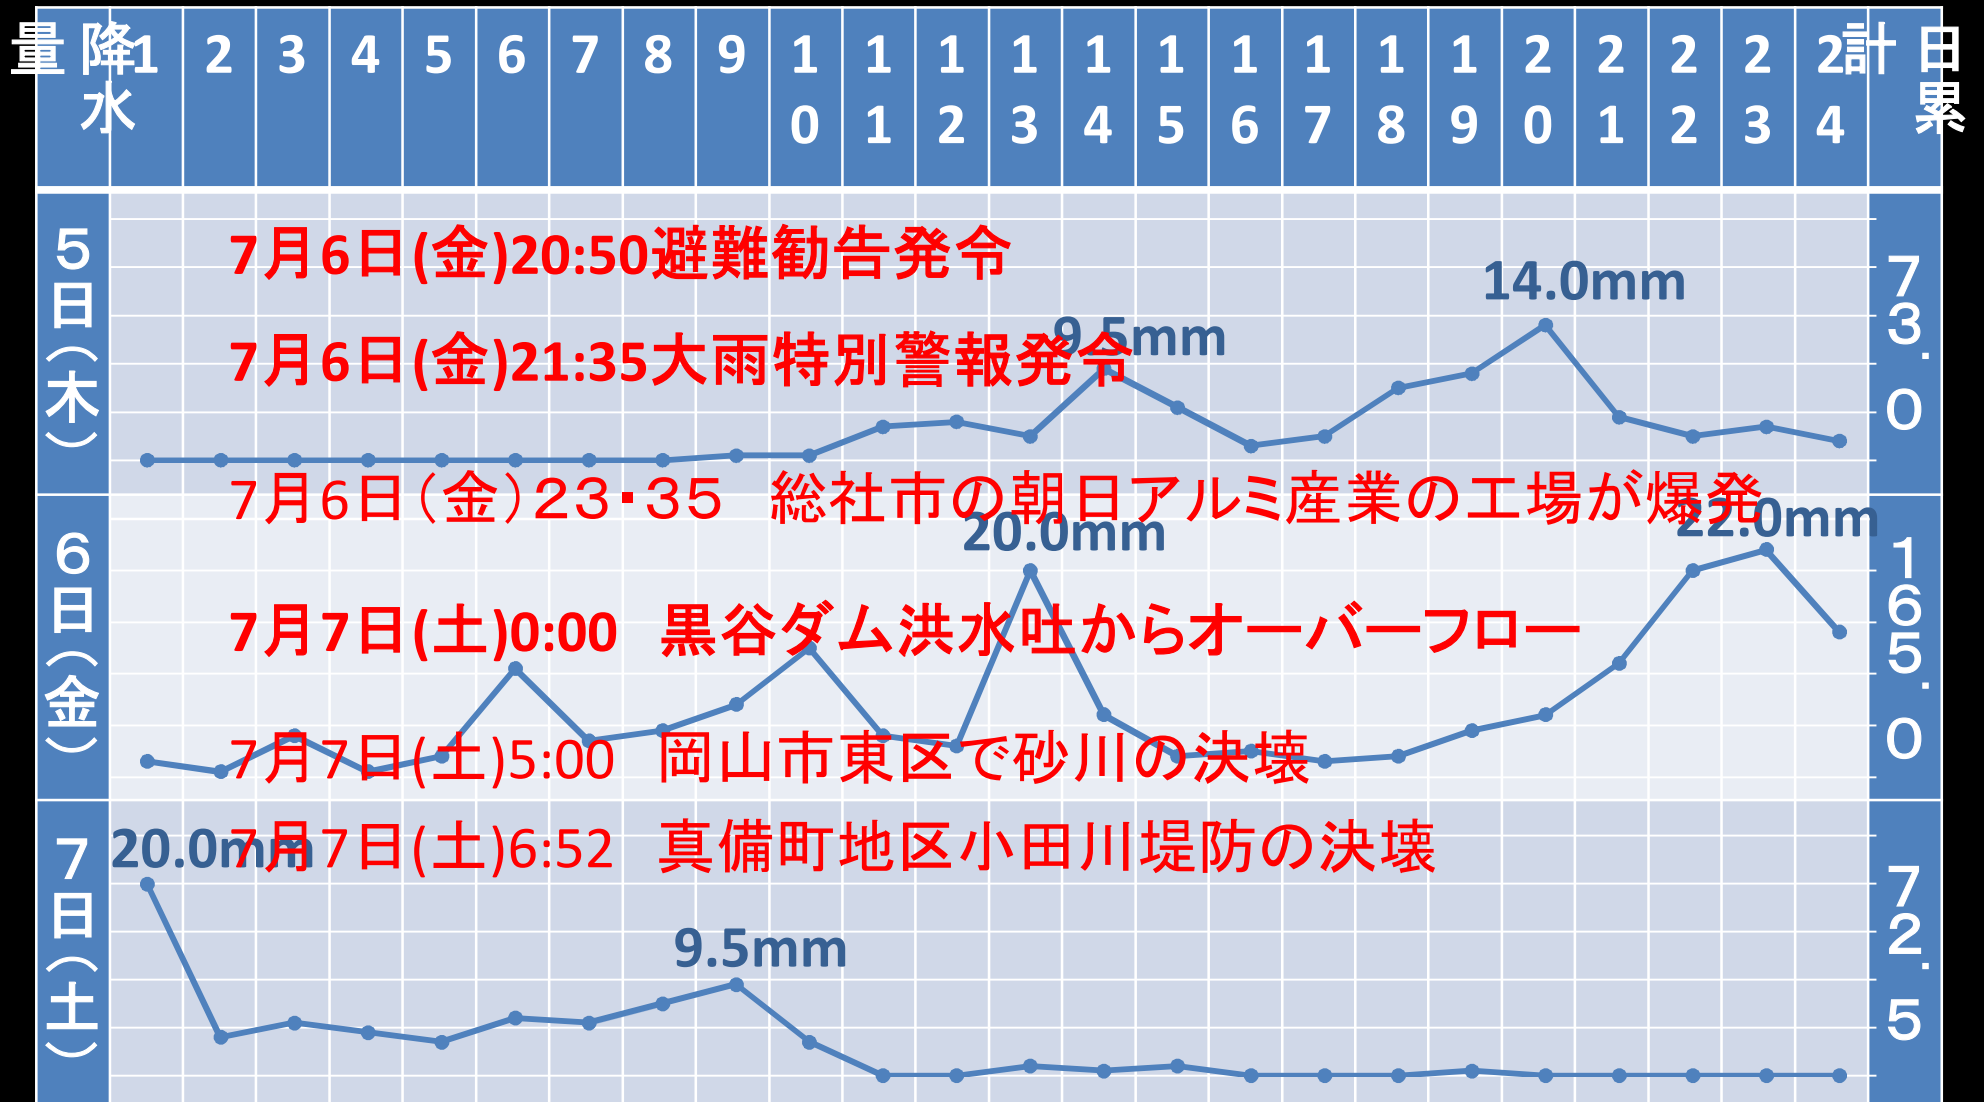 降水量 1 2 3 4 5 6 7 8 9 10 11 12 13 14 15 16 17 18 19 20 21 22 23 24 日累計
5日(木)
7月6日(金)20:50避難勧告発令
14.0mm
9.5mm
7月6日(金)21:35大雨特別警報発令
73.0
7月6日（金）２３・３５　総社市の朝日アルミ産業の工場が爆発
20.0mm
22.0mm
6日(金)
7月7日(土)0:00　黒谷ダム洪水吐からオーバーフロー
165.0
7月7日(土)5:00　岡山市東区で砂川の決壊
7日(土)
20.0mm
7月7日(土)6:52　真備町地区小田川堤防の決壊
9.5mm
72.5